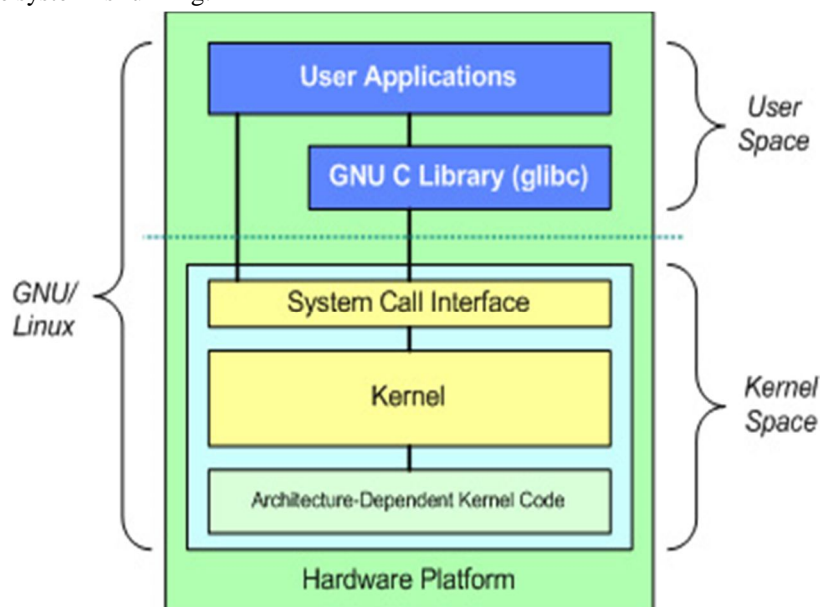 User Applications
User
Space
GNU C Library (glibc)
GNU/
Linux
System Call Interface
Kernel
Kernel
Space
Architecture-Dependent Kernel Code
Hardware Platform